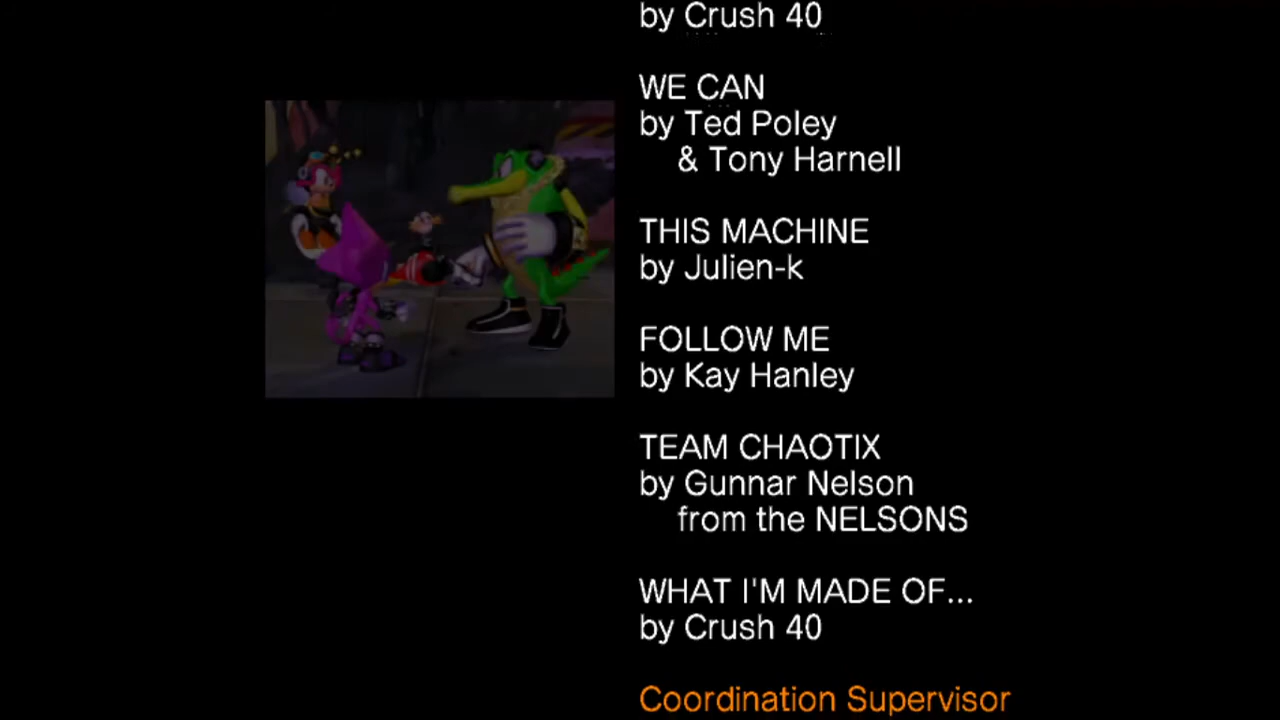 by Crush 40
WE CAN
by Ted Poley
& Tony Harnell
THIS MACHINE
by Julien-k
FOLLOW ME
by Kay Hanley
TEAM CHAOTIX
by Gunnar Nelson
from the NELSONS
WHAT I'M MADE OF...
by Crush 40
Coordination Supervisor